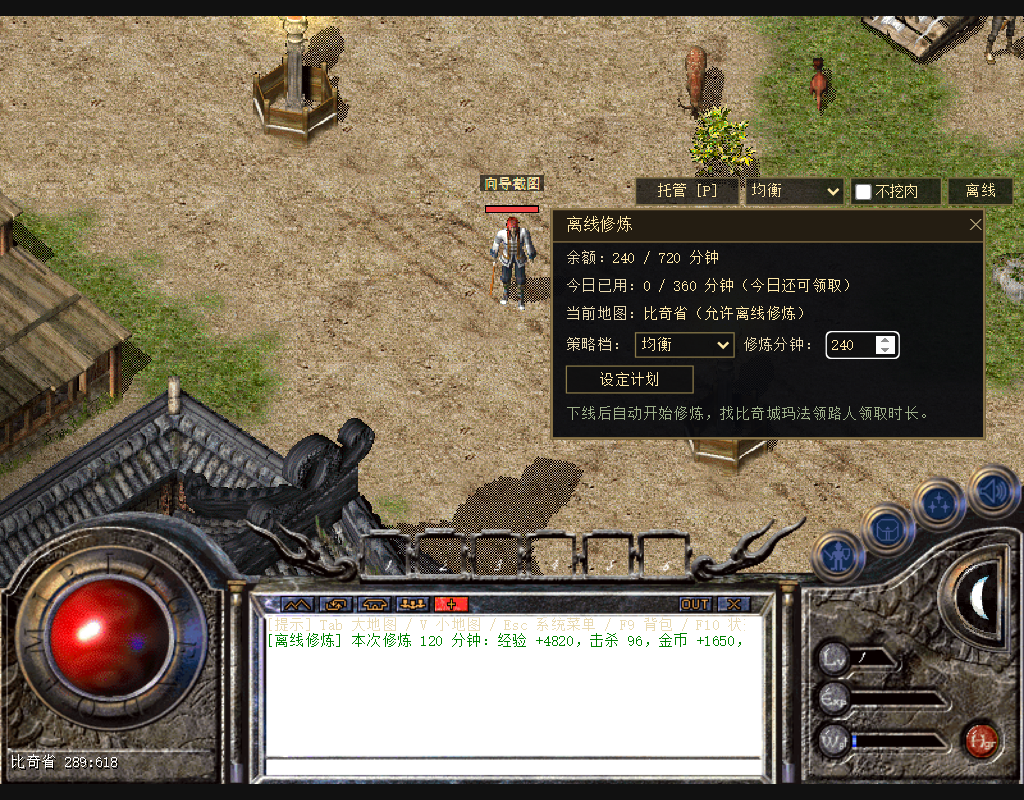 向导截图
托管 [P]
均衡
不挖肉
离线
离线修炼
余额: 240 / 720 分钟
今日已用: 0 / 360 分钟 (今日还可领取)
当前地图: 比奇省 (允许离线修炼)
策略档: 均衡 修炼分钟: 240
设定计划
下线后自动开始修炼, 找比奇城玛法领路人领取时长。
OUT
[提示] Tab 大地图 / V 小地图 / Esc 系统菜单 / F9 背包 / F10 状
[离线修炼] 本次修炼 120 分钟: 经验 +4820, 击杀 96, 金币 +1650,
Lv
Exp
Hgr
比奇省 289:618